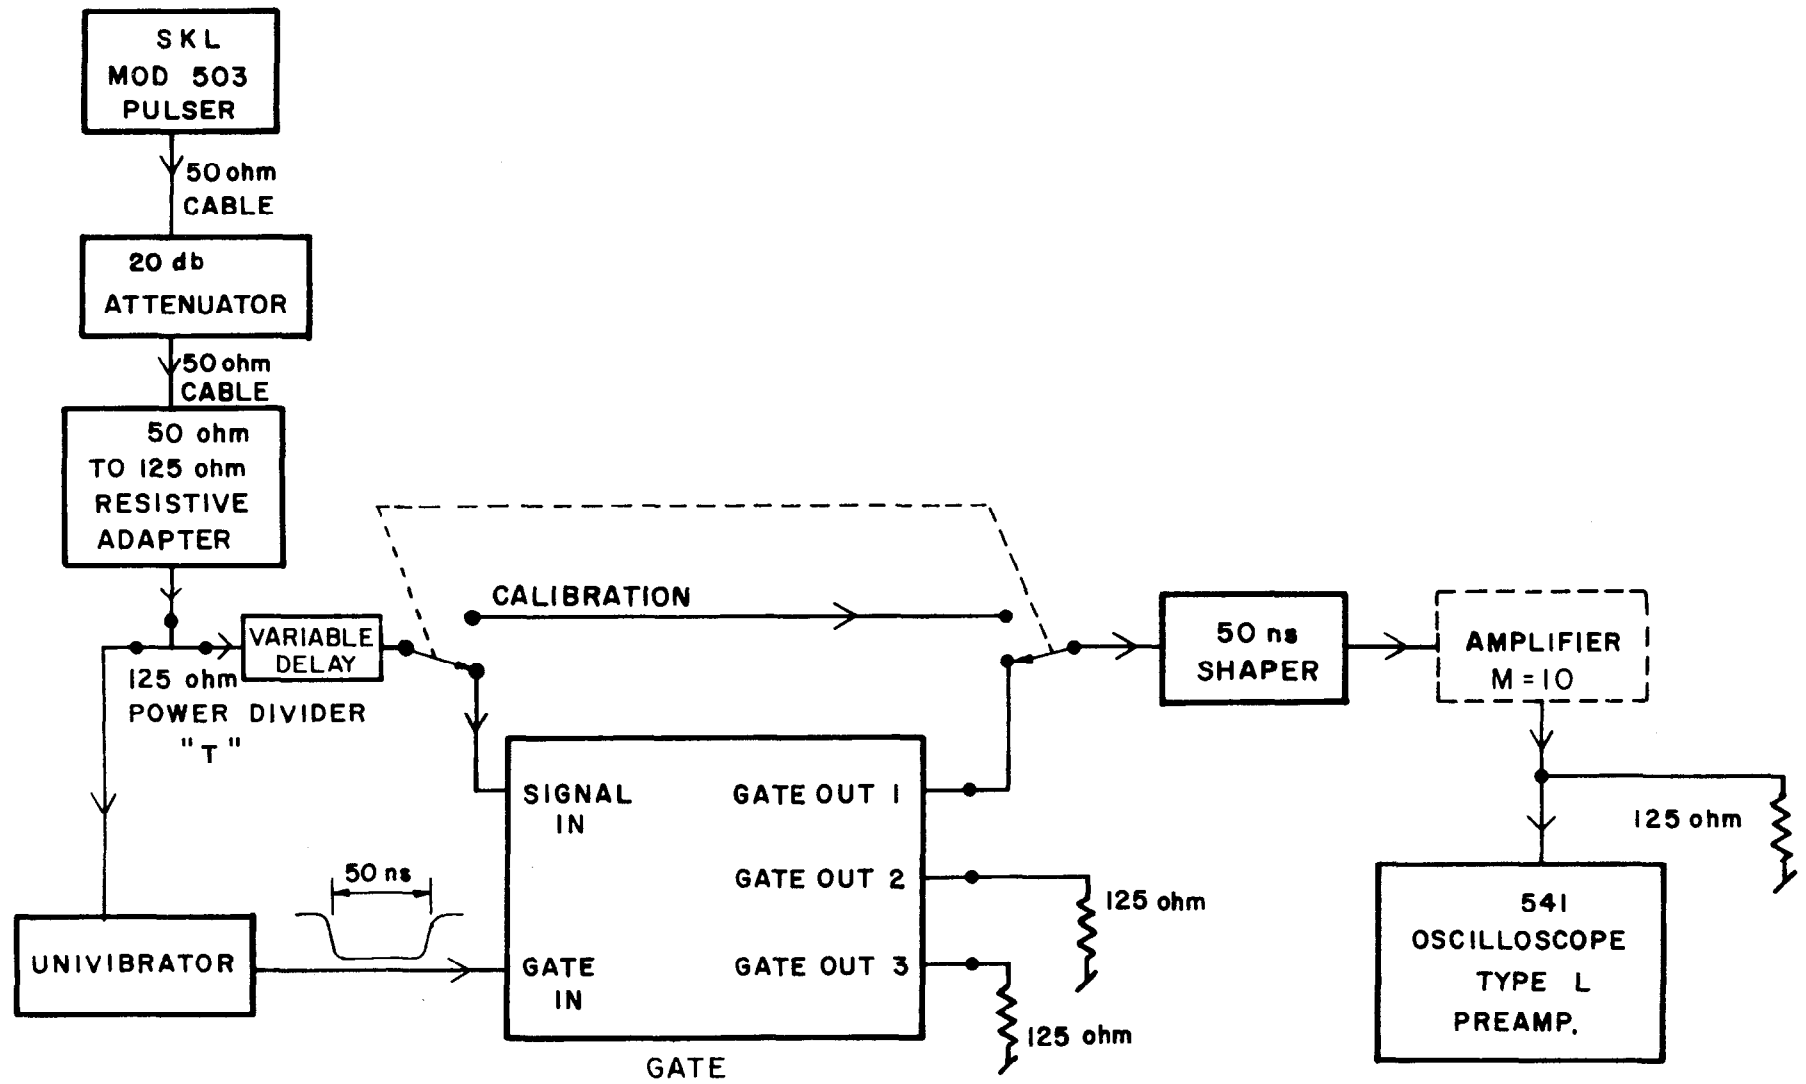 SKL
MOD 503
PULSER
50 ohm
CABLE
20 db
ATTENUATOR
50 ohm
CABLE
50 ohm
TO 125 ohm
RESISTIVE
ADAPTER
VARIABLE
DELAY
125 ohm
POWER DIVIDER
"T"
CALIBRATION
50 ns
SHAPER
AMPLIFIER
M = 10
SIGNAL
IN
GATE OUT 1
GATE OUT 2
GATE OUT 3
GATE
IN
GATE
50 ns
UNIVIBRATOR
125 ohm
125 ohm
125 ohm
541
OSCILLOSCOPE
TYPE L
PREAMP.